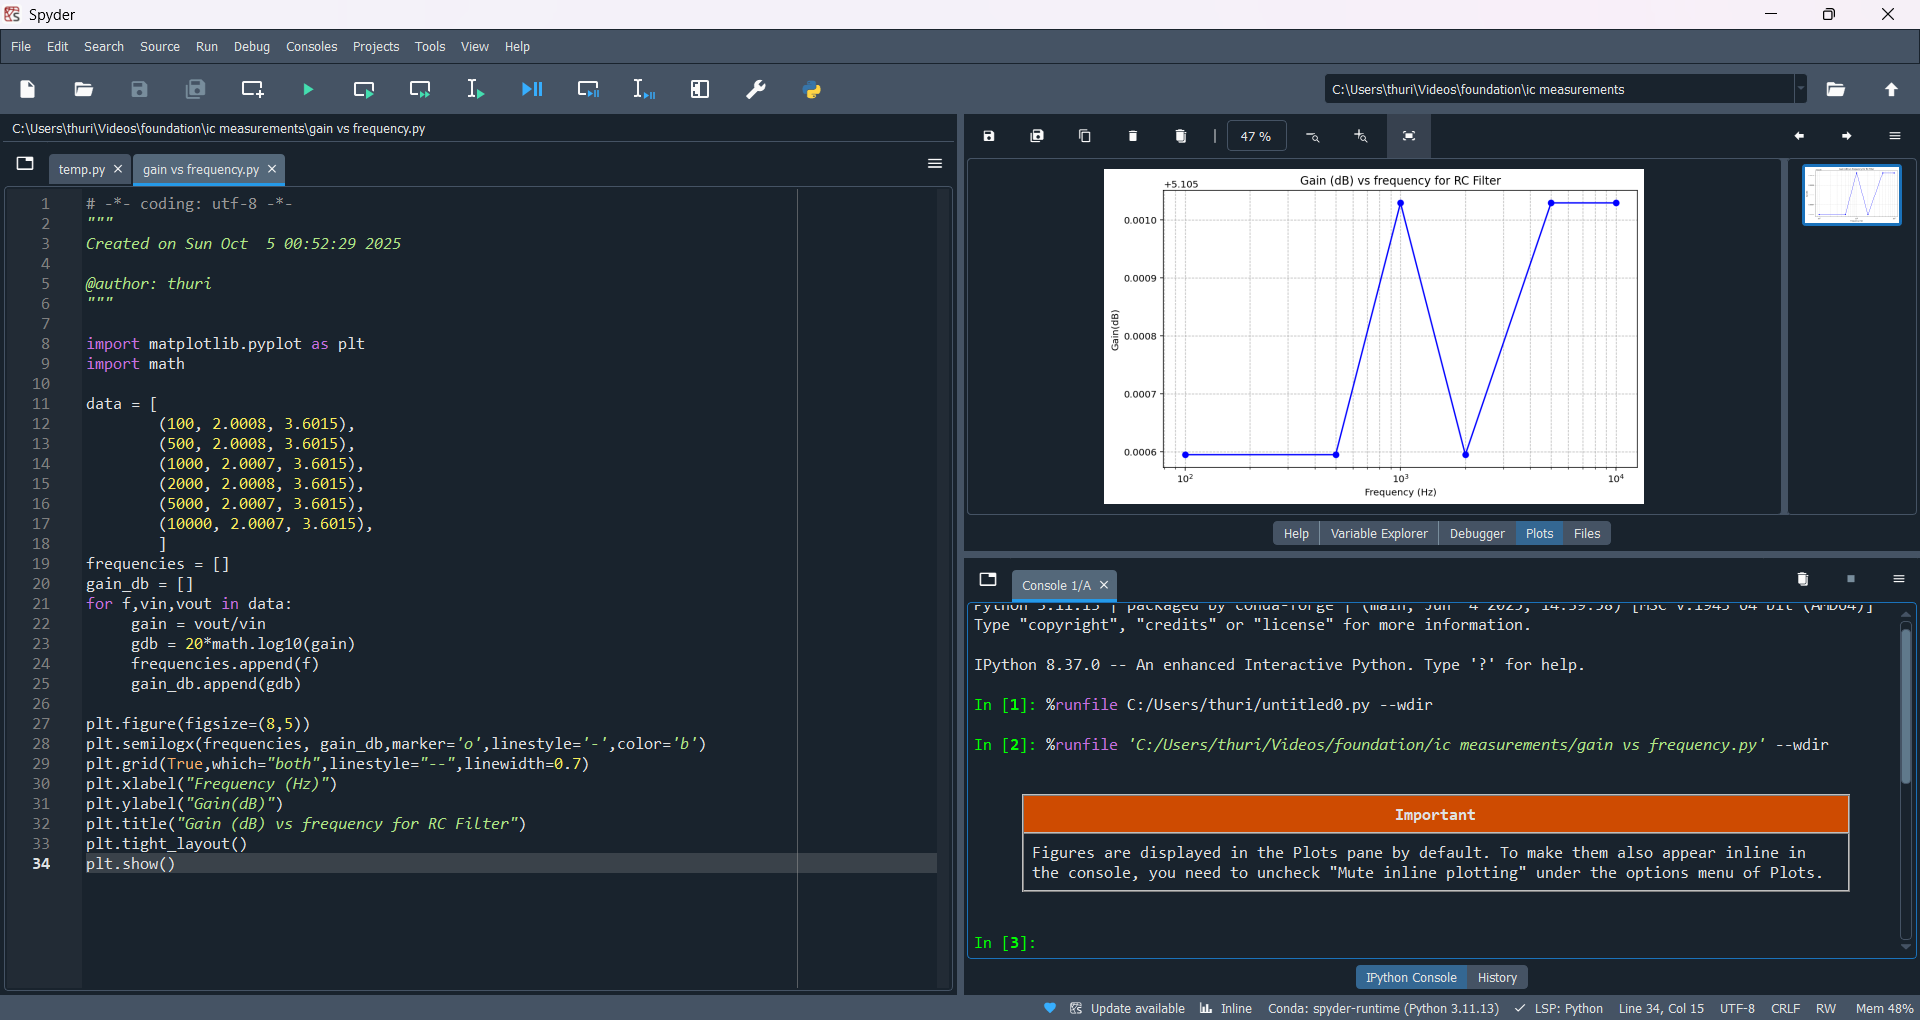 Spyder
File Edit Search Source Run Debug Consoles Projects Tools View Help
C:\Users\thuri\Videos\foundation\ic measurements
C:\Users\thuri\Videos\foundation\ic measurements\gain vs frequency.py
temp.py
gain vs frequency.py
1 # -*- coding: utf-8 -*-
2 """
3 Created on Sun Oct  5 00:52:29 2025
4
5 @author: thuri
6 """
7
8 import matplotlib.pyplot as plt
9 import math
10
11 data = [
12 (100, 2.0008, 3.6015),
13 (500, 2.0008, 3.6015),
14 (1000, 2.0007, 3.6015),
15 (2000, 2.0008, 3.6015),
16 (5000, 2.0007, 3.6015),
17 (10000, 2.0007, 3.6015),
18 ]
19 frequencies = []
20 gain_db = []
21 for f,vin,vout in data:
22 gain = vout/vin
23 gdb = 20*math.log10(gain)
24 frequencies.append(f)
25 gain_db.append(gdb)
26
27 plt.figure(figsize=(8,5))
28 plt.semilogx(frequencies, gain_db,marker='o',linestyle='-',color='b')
29 plt.grid(True,which="both",linestyle="--",linewidth=0.7)
30 plt.xlabel("Frequency (Hz)")
31 plt.ylabel("Gain(dB)")
32 plt.title("Gain (dB) vs frequency for RC Filter")
33 plt.tight_layout()
34 plt.show()
47 %
+5.105
Gain (dB) vs frequency for RC Filter
0.0010
0.0009
0.0008
0.0007
0.0006
Gain(dB)
10² 10³ 10⁴
Frequency (Hz)
Help Variable Explorer Debugger Plots Files
Console 1/A
Python 3.11.13 | packaged by conda-forge | (main, Jun  4 2025, 14:39:58) [MSC v.1943 64 bit (AMD64)]
Type "copyright", "credits" or "license" for more information.
IPython 8.37.0 -- An enhanced Interactive Python. Type '?' for help.
In [1]: %runfile C:/Users/thuri/untitled0.py --wdir
In [2]: %runfile 'C:/Users/thuri/Videos/foundation/ic measurements/gain vs frequency.py' --wdir
Important
Figures are displayed in the Plots pane by default. To make them also appear inline in
the console, you need to uncheck "Mute inline plotting" under the options menu of Plots.
In [3]:
IPython Console History
Update available Inline Conda: spyder-runtime (Python 3.11.13) LSP: Python Line 34, Col 15 UTF-8 CRLF RW Mem 48%